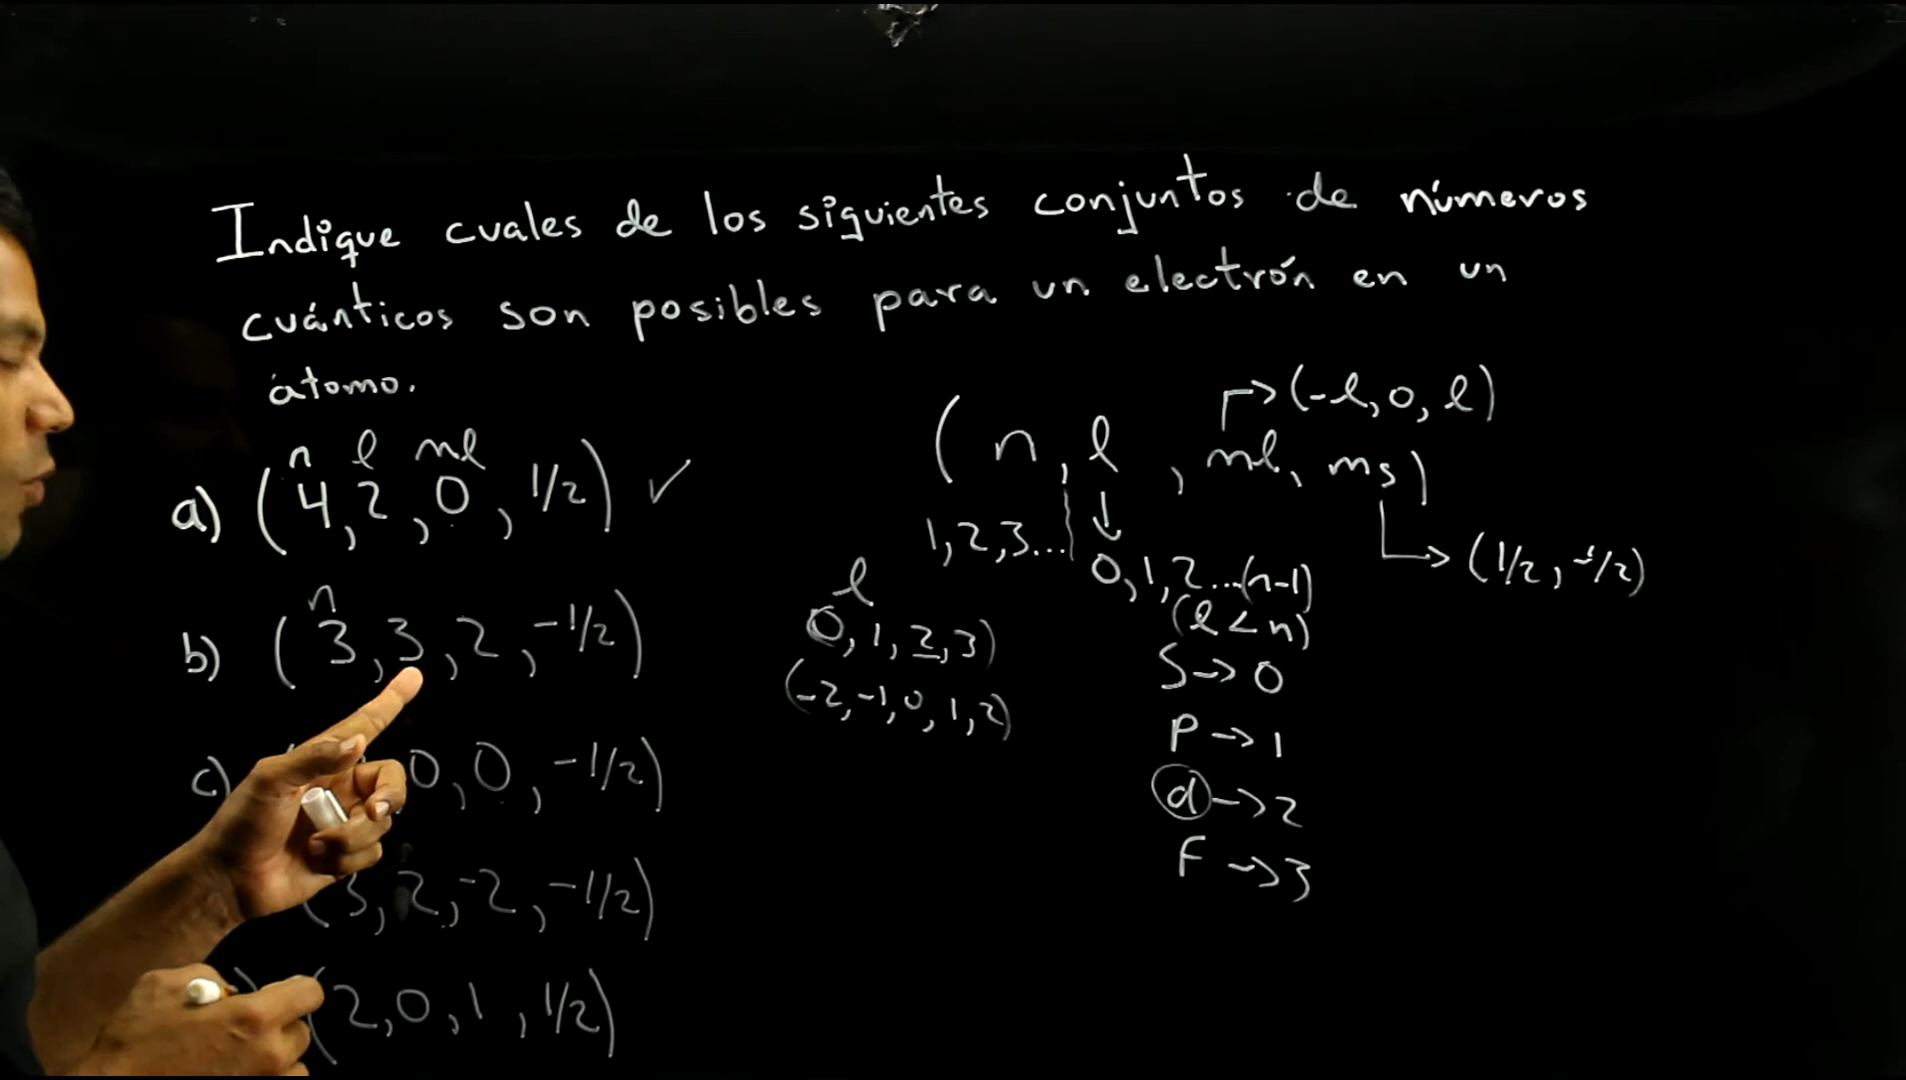 Indique cuales de los siguientes conjuntos de números
cuánticos son posibles para un electrón en un
átomo.
n l ml
a) (4, 2, 0, 1/2) ✓
n
b) (3, 3, 2, -1/2)
c) 0, 0, -1/2)
(3, 2, -2, -1/2)
) (2, 0, 1, 1/2)
→(-l, 0, l)
(n, l, ml, ms)
1, 2, 3...
↓
→ (1/2, -1/2)
0, 1, 2...(n-1)
(l < n)
l
0, 1, 2, 3)
(-2, -1, 0, 1, 2)
S → 0
P → 1
d → 2
F → 3